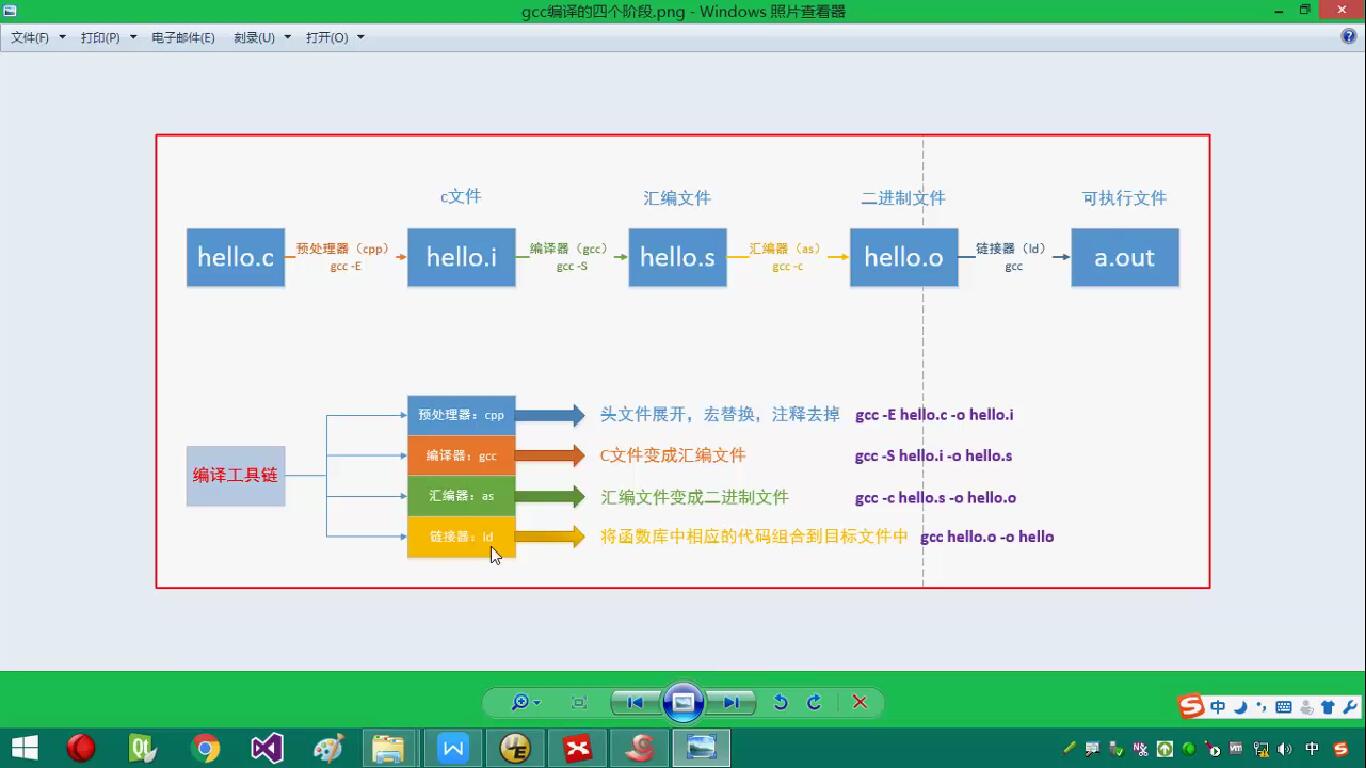 gcc编译的四个阶段.png - Windows 照片查看器
文件(F) 打印(P) 电子邮件(E) 刻录(U) 打开(O)
c文件 汇编文件 二进制文件 可执行文件
hello.c 预处理器（cpp） hello.i 编译器（gcc） hello.s 汇编器（as） hello.o 链接器（ld） a.out
gcc -E gcc -S gcc -c gcc
编译工具链
预处理器：cpp 头文件展开，宏替换，注释去掉 gcc -E hello.c -o hello.i
编译器：gcc C文件变成汇编文件 gcc -S hello.i -o hello.s
汇编器：as 汇编文件变成二进制文件 gcc -c hello.s -o hello.o
链接器：ld 将函数库中相应的代码组合到目标文件中 gcc hello.o -o hello
中
中